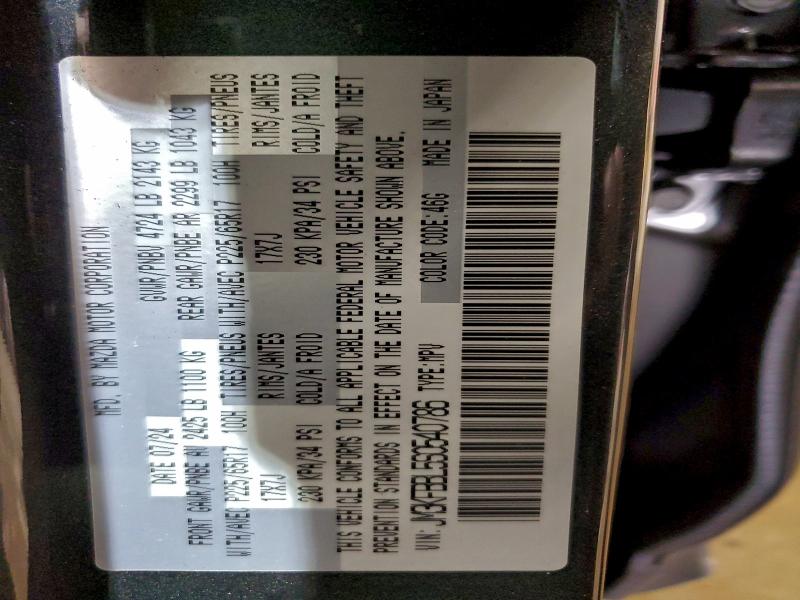 MFD. BY MAZDA MOTOR CORPORATION
DATE 07/24 GVWR/PNBV 4724 LB 2143 KG
FRONT GAWR/PNBE AV 2425 LB 1100 KG REAR GAWR/PNBE AR 2299 LB 1043 KG
WITH/AVEC P225/65R17 100H TIRES/PNEUS WITH/AVEC P225/65R17 100H TIRES/PNEUS
17X7J RIMS/JANTES 17X7J RIMS/JANTES
230 KPA/34 PSI COLD/A FROID 230 KPA/34 PSI COLD/A FROID
THIS VEHICLE CONFORMS TO ALL APPLICABLE FEDERAL MOTOR VEHICLE SAFETY AND THEFT
PREVENTION STANDARDS IN EFFECT ON THE DATE OF MANUFACTURE SHOWN ABOVE.
VIN: JM3KFBBL5S0540786 TYPE:MPV COLOR CODE:46G MADE IN JAPAN